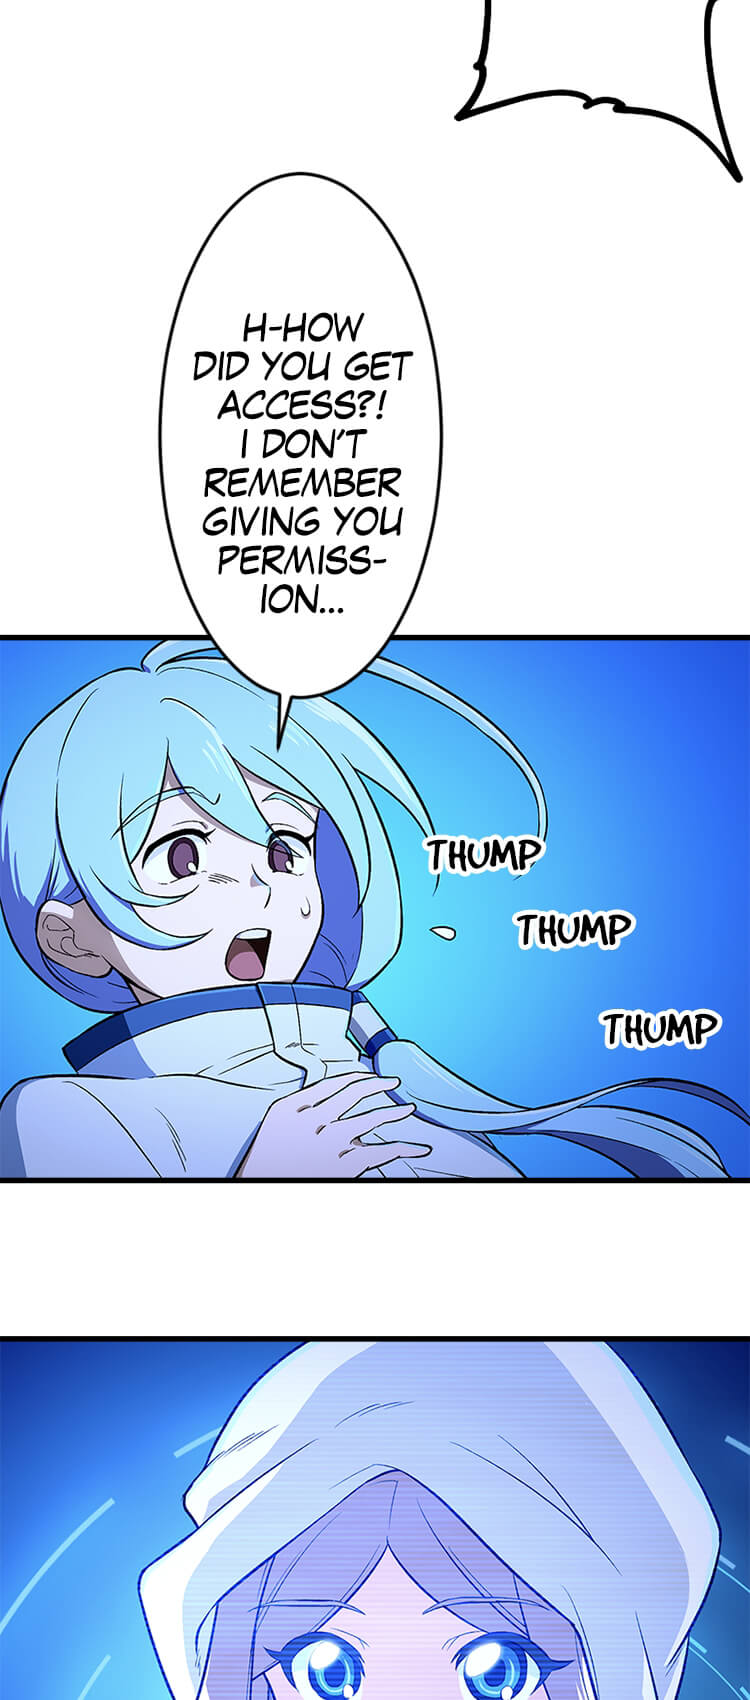 H-HOW
DID YOU GET
ACCESS?!
I DON'T
REMEMBER
GIVING YOU
PERMISS-
ION...
THUMP
THUMP
THUMP